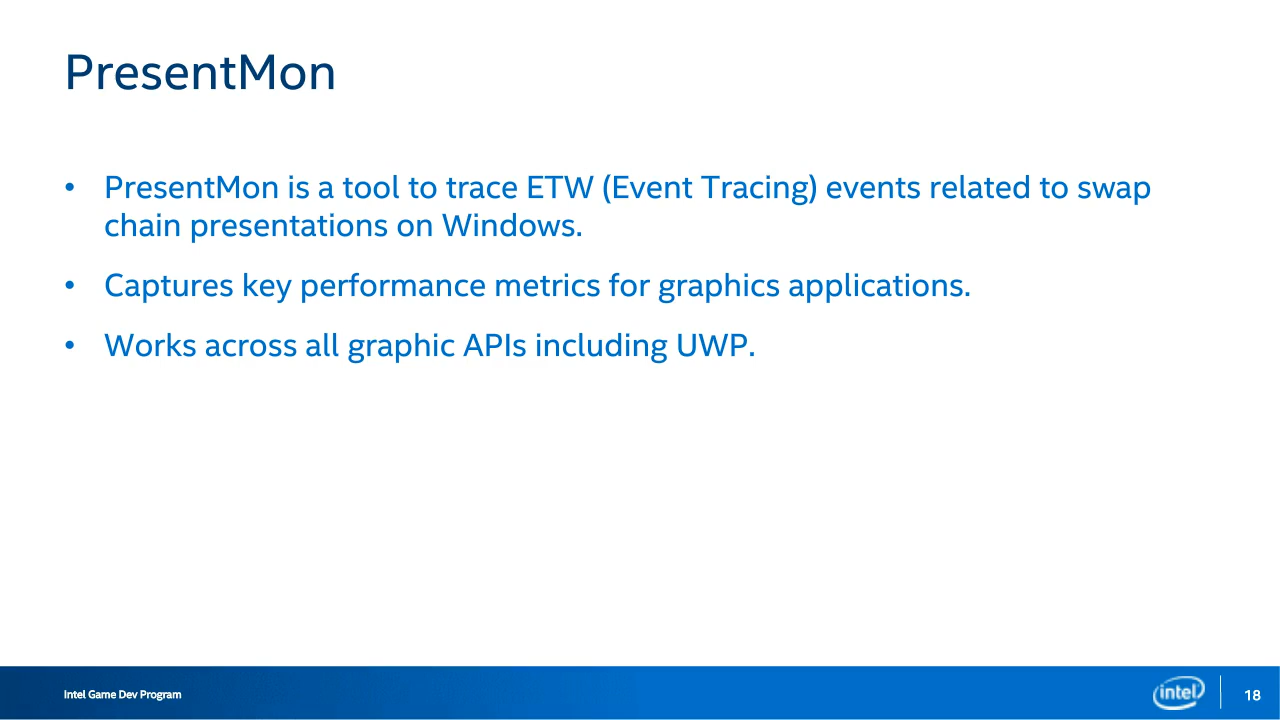 PresentMon
• PresentMon is a tool to trace ETW (Event Tracing) events related to swap
chain presentations on Windows.
• Captures key performance metrics for graphics applications.
• Works across all graphic APIs including UWP.
Intel Game Dev Program
intel
18